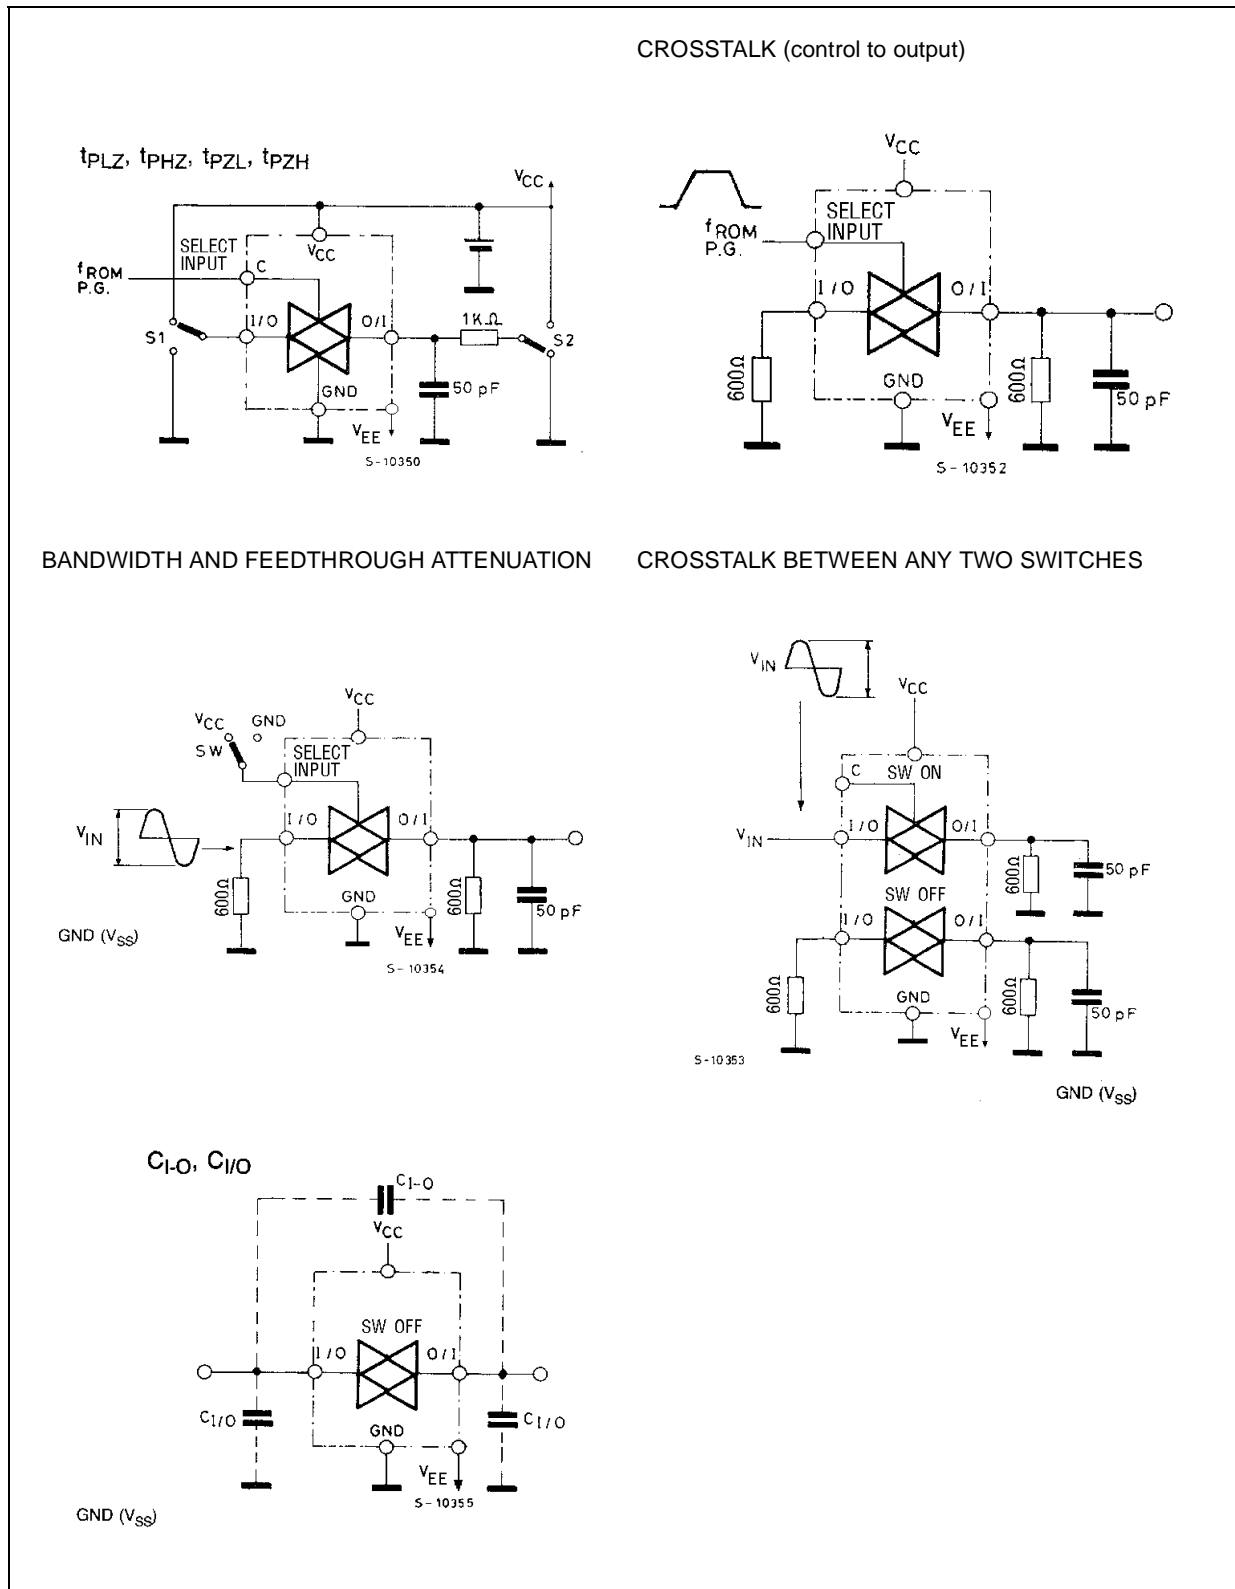 CROSSTALK (control to output)
tPLZ, tPHZ, tPZL, tPZH
VCC
SELECT
INPUT
VCC
C
fROM
P.G.
I/O
O/I
1KΩ
S1
S2
50 pF
GND
VEE
S-10350
VCC
SELECT
INPUT
fROM
P.G.
I/O
O/I
600Ω
GND
600Ω
50 pF
VEE
S-10352
BANDWIDTH AND FEEDTHROUGH ATTENUATION
CROSSTALK BETWEEN ANY TWO SWITCHES
VCC
VCC
GND
SW
SELECT
INPUT
VIN
I/O
O/I
600Ω
GND
600Ω
50 pF
GND (VSS)
VEE
S-10354
VIN
VCC
C
SW ON
VIN
I/O
O/I
600Ω
50 pF
SW OFF
I/O
O/I
600Ω
GND
600Ω
50 pF
VEE
S-10353
GND (VSS)
CI-O, CI/O
CI-O
VCC
SW OFF
I/O
O/I
CI/O
GND
CI/O
VEE
S-10355
GND (VSS)